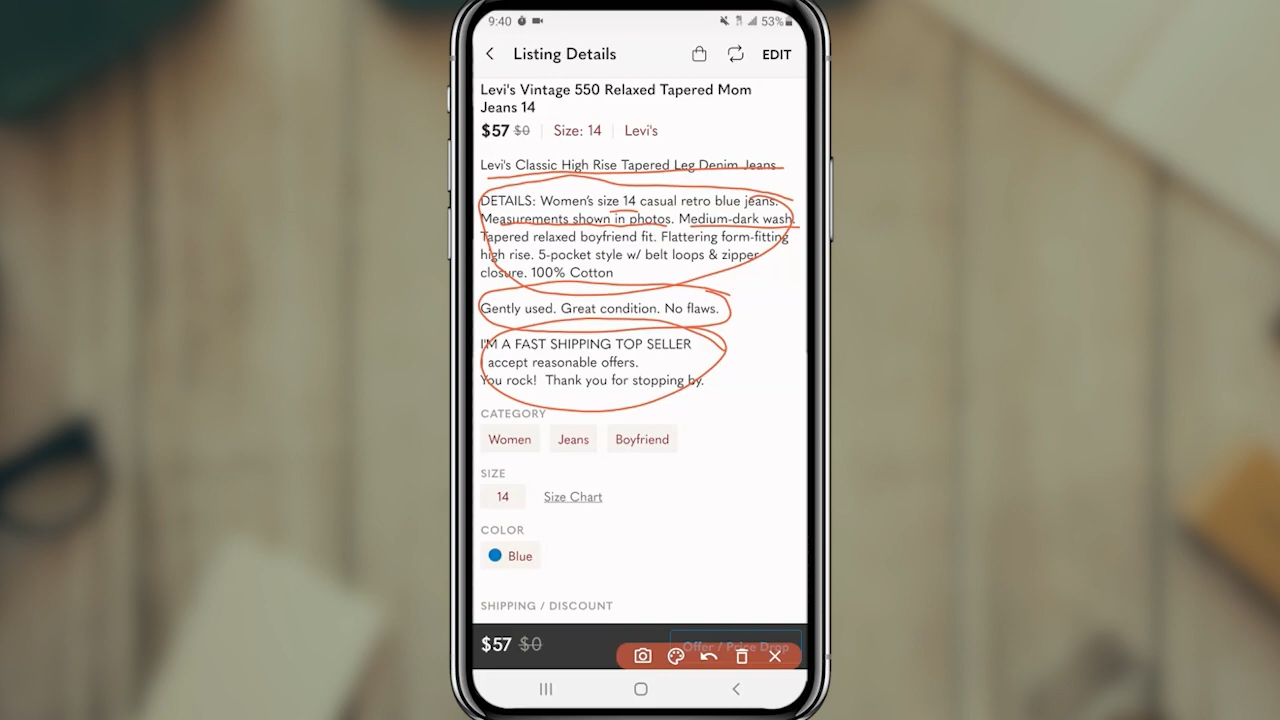 9:40
53%
Listing Details
EDIT
Levi's Vintage 550 Relaxed Tapered Mom
Jeans 14
$57 $0 Size: 14 Levi's
Levi's Classic High Rise Tapered Leg Denim Jeans
DETAILS: Women's size 14 casual retro blue jeans.
Measurements shown in photos. Medium-dark wash.
Tapered relaxed boyfriend fit. Flattering form-fitting
high rise. 5-pocket style w/ belt loops & zipper
closure. 100% Cotton
Gently used. Great condition. No flaws.
I'M A FAST SHIPPING TOP SELLER
I accept reasonable offers.
You rock! Thank you for stopping by.
CATEGORY
Women Jeans Boyfriend
SIZE
14 Size Chart
COLOR
Blue
SHIPPING / DISCOUNT
$57 $0
Offer / Price Drop